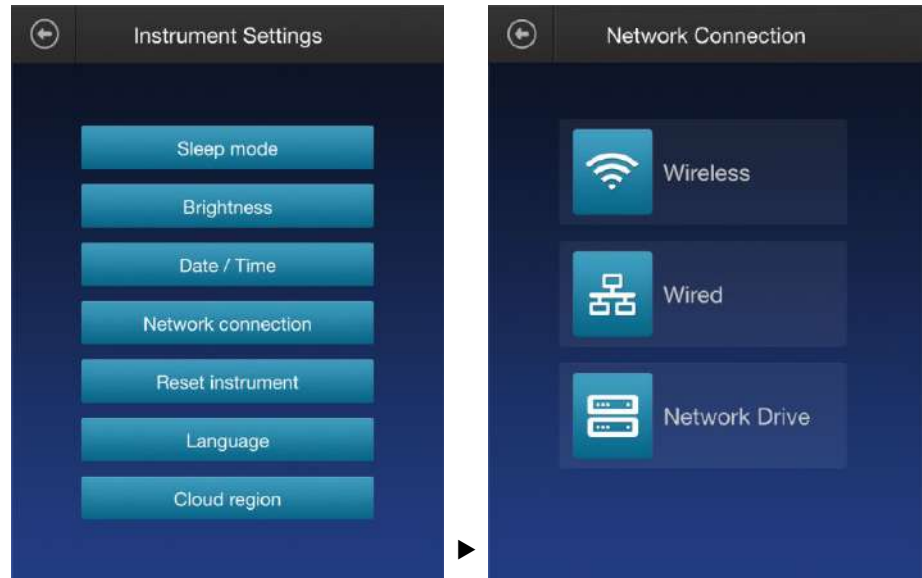 Instrument Settings
Sleep mode
Brightness
Date / Time
Network connection
Reset instrument
Language
Cloud region
Network Connection
Wireless
Wired
Network Drive